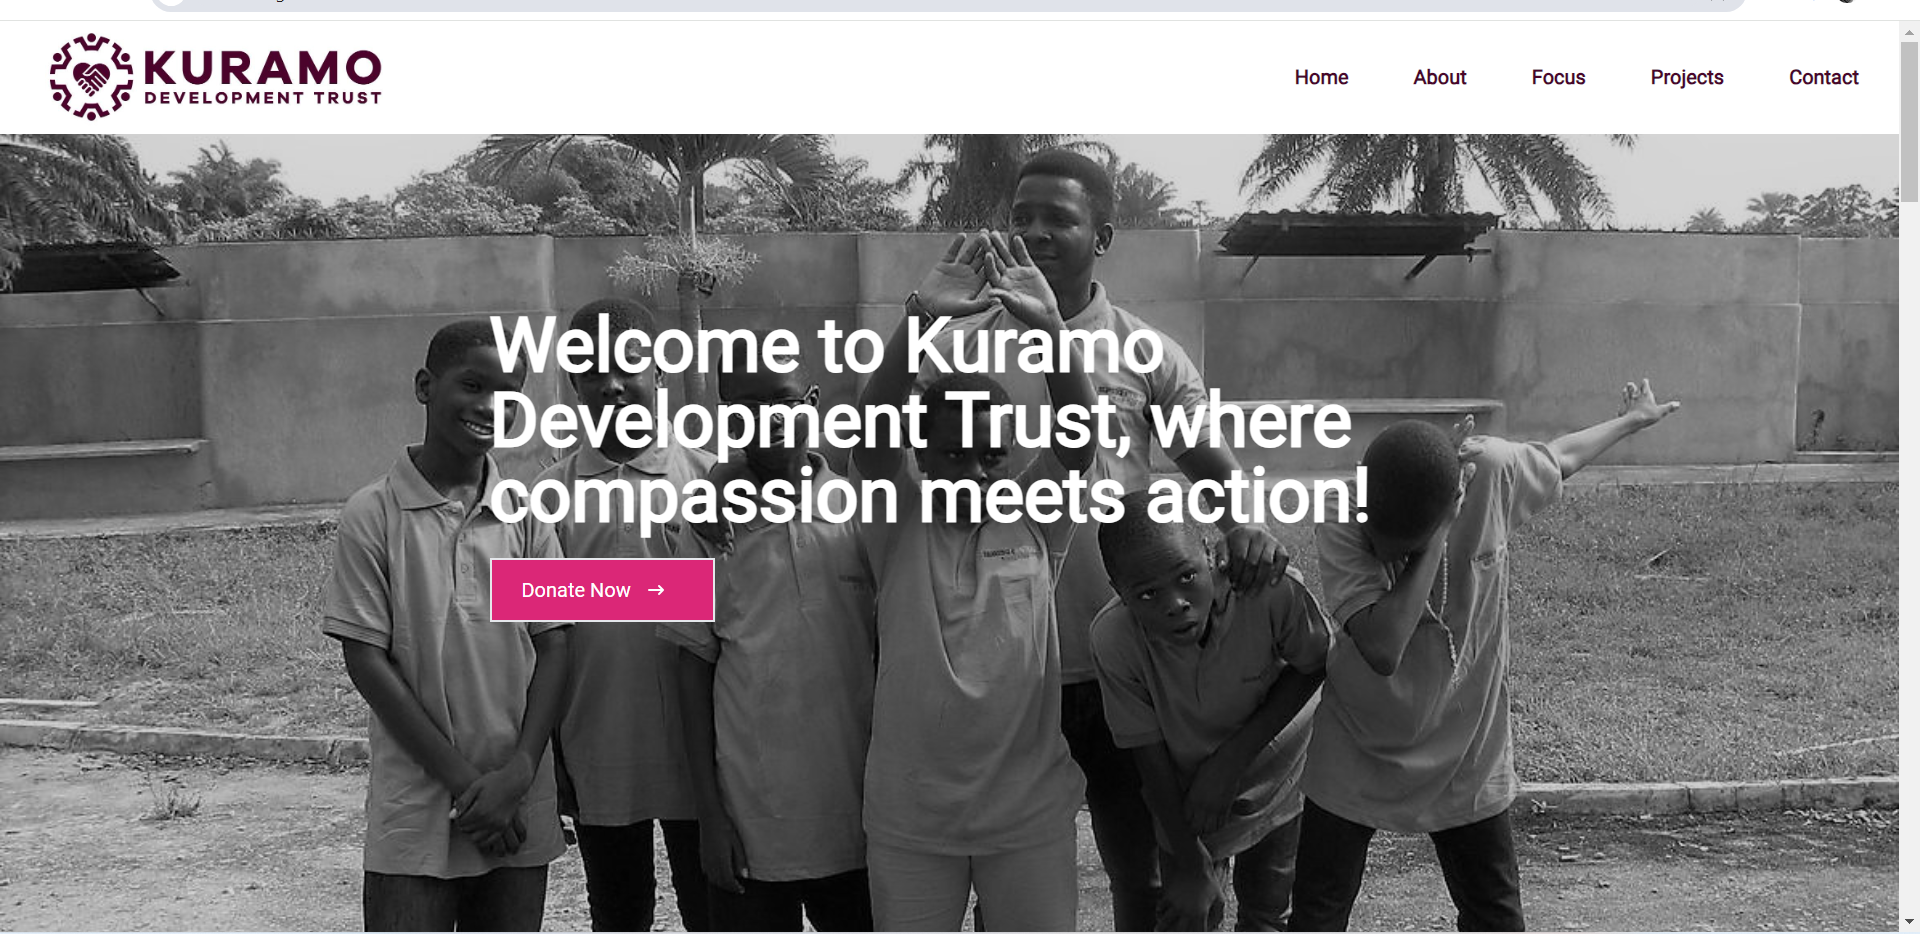 KURAMO
DEVELOPMENT TRUST
Home About Focus Projects Contact
Welcome to Kuramo
Development Trust, where
compassion meets action!
Donate Now →